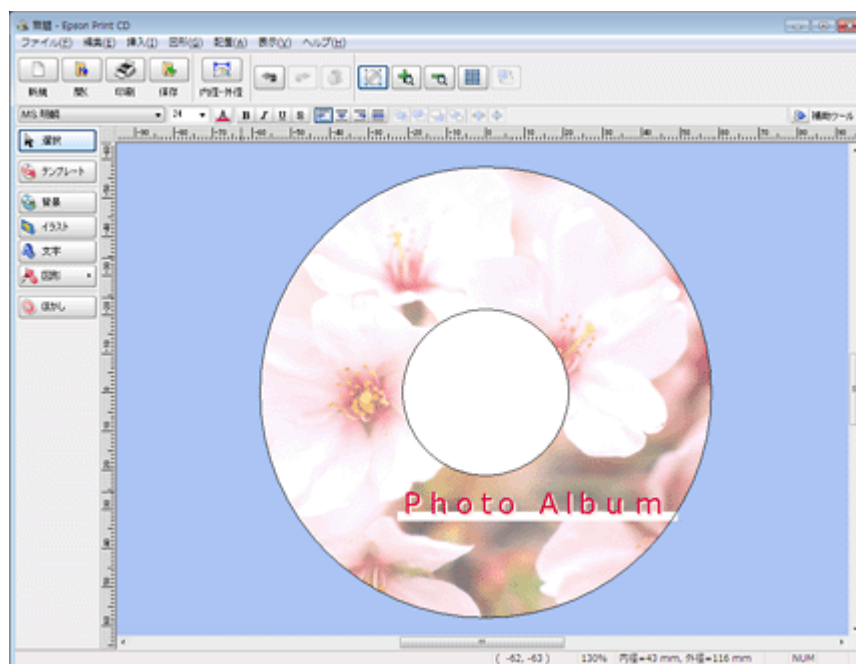 無題 - Epson Print CD
ファイル(F) 編集(E) 挿入(I) 図形(G) 配置(A) 表示(V) ヘルプ(H)
新規 開く 印刷 保存 内径・外径
MS 明朝 24 B I U S 補助ツール
選択
テンプレート
背景
イラスト
文字
図形
ぼかし
Photo Album
( -62, -63 ) 130% 内径=43 mm, 外径=116 mm NUM